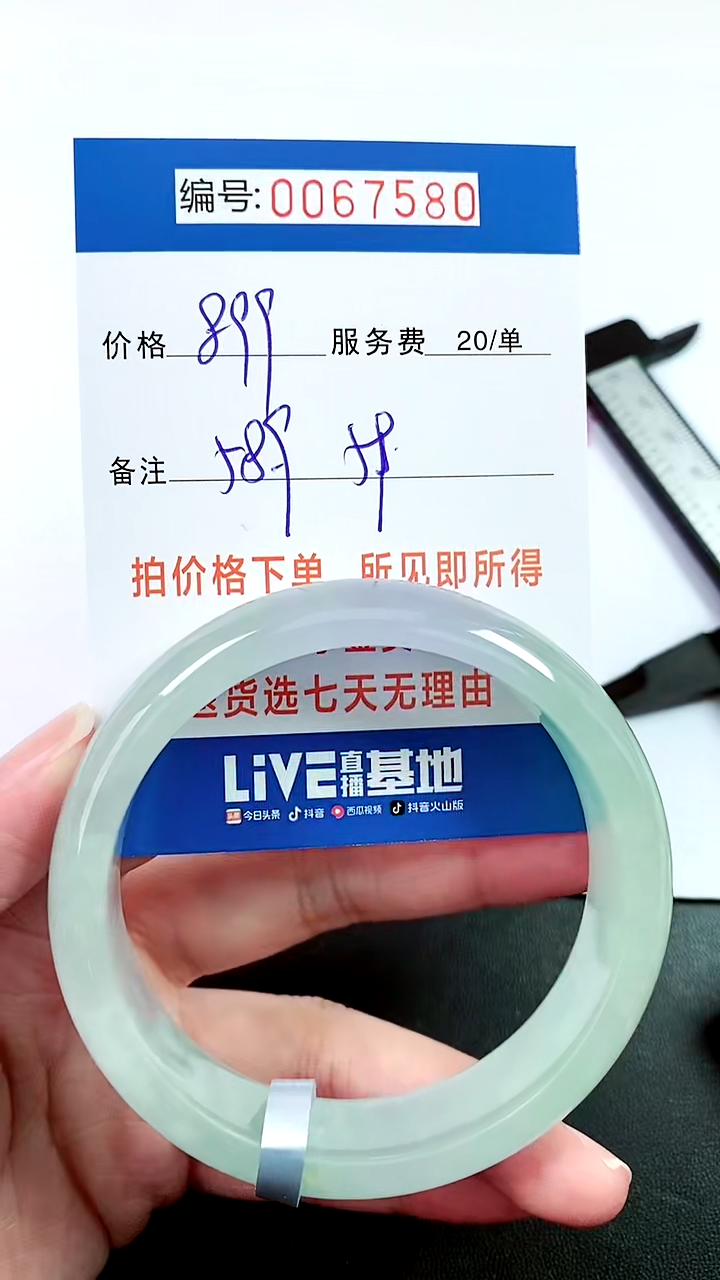 编号:0067580
价格 899 服务费 20/单
备注 589
拍价格下单 所见即所得
退货选七天无理由
LiVE直播基地
今日头条 抖音 西瓜视频 抖音火山版